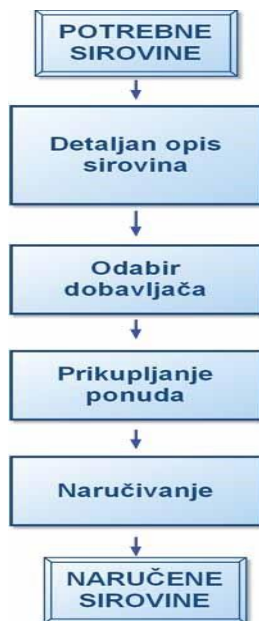 POTREBNE
SIROVINE
Detaljan opis
sirovina
Odabir
dobavljača
Prikupljanje
ponuda
Naručivanje
NARUČENE
SIROVINE